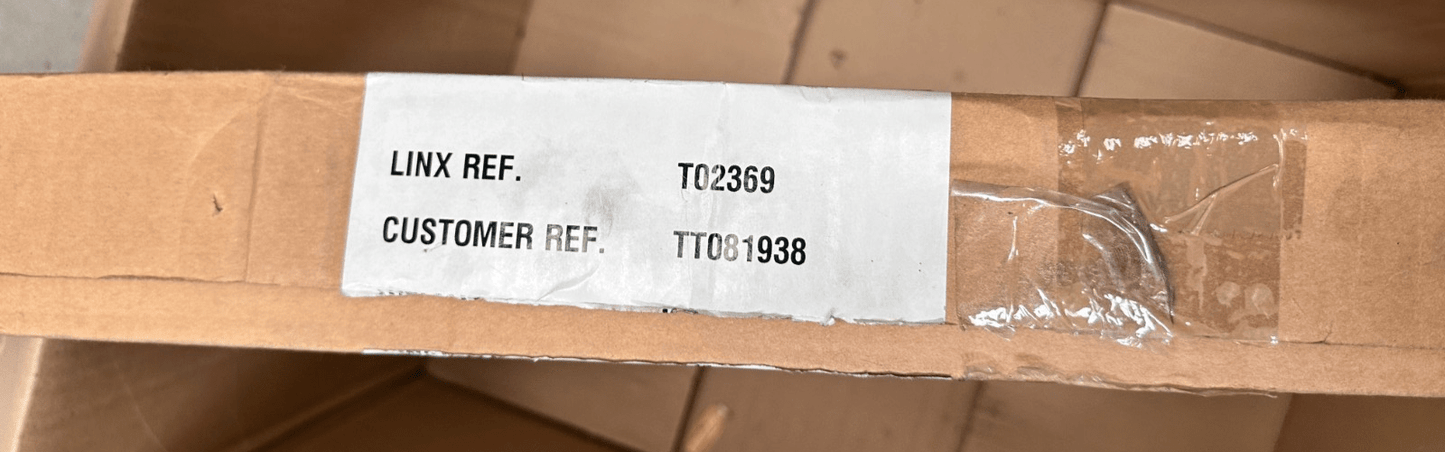 LINX REF. T02369
CUSTOMER REF. TT081938